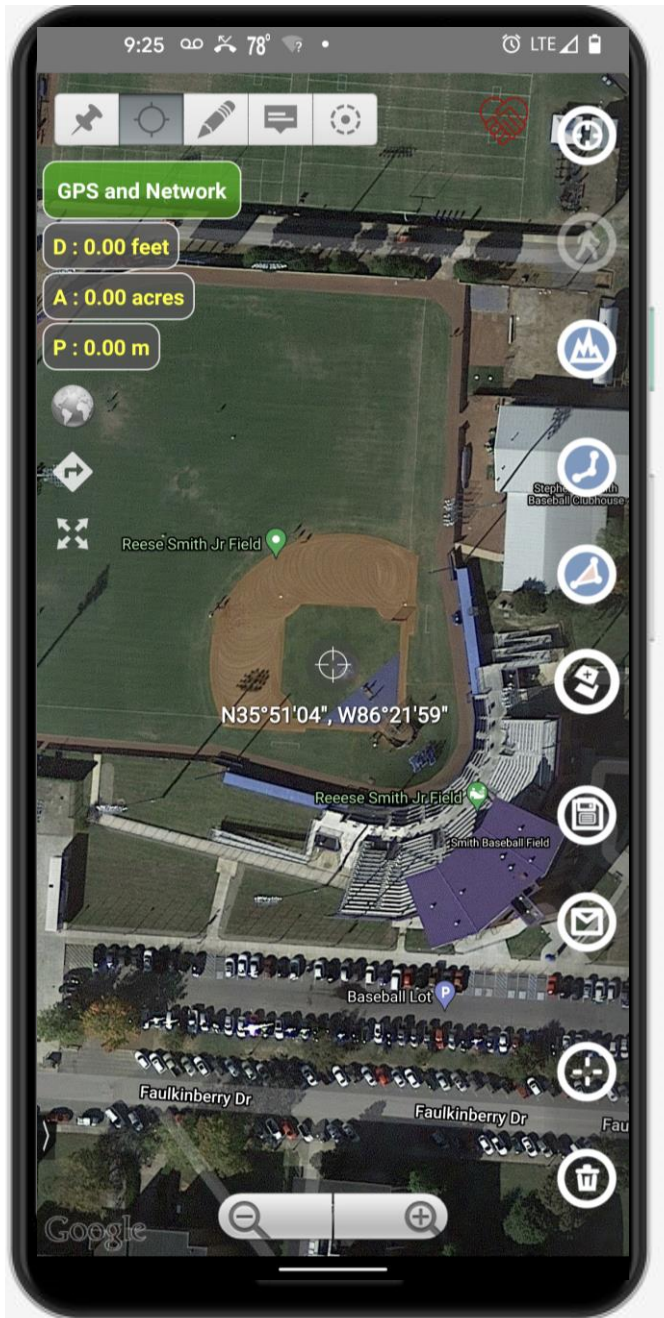 9:25
78°
?
LTE
GPS and Network
D : 0.00 feet
A : 0.00 acres
P : 0.00 m
Baseball Clubhouse
Reese Smith Jr Field
N35°51'04", W86°21'59"
Reeese Smith Jr Field
Smith Baseball Field
Baseball Lot
P
Faulkinberry Dr
Faulkinberry Dr
Fau
Google